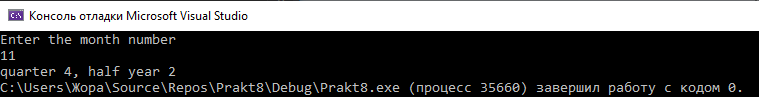 C:\ Консоль отладки Microsoft Visual Studio
Enter the month number
11
quarter 4, half year 2
C:\Users\Жора\Source\Repos\Prakt8\Debug\Prakt8.exe (процесс 35660) завершил работу с кодом 0.